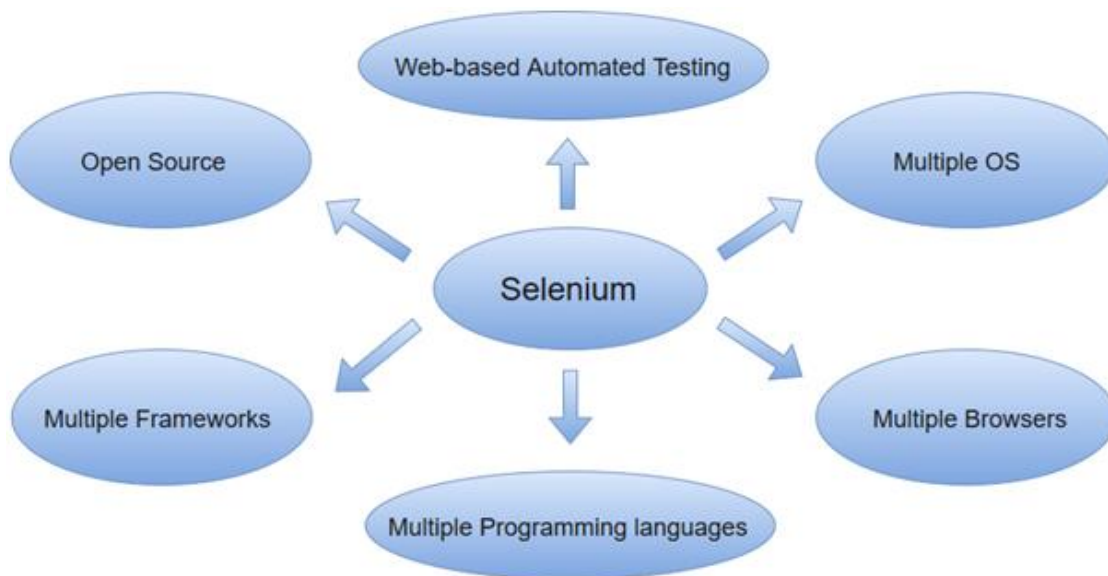 Web-based Automated Testing
Open Source
Multiple OS
Selenium
Multiple Frameworks
Multiple Browsers
Multiple Programming languages